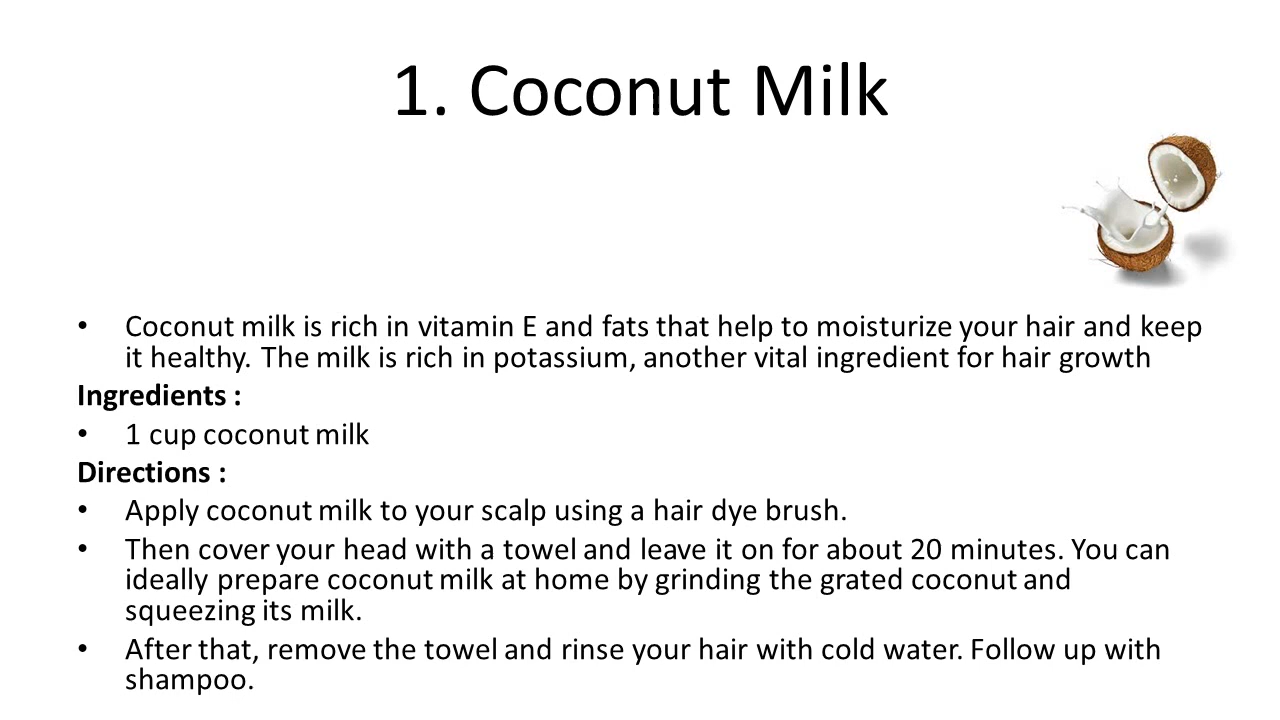 1. Coconut Milk
• Coconut milk is rich in vitamin E and fats that help to moisturize your hair and keep
it healthy. The milk is rich in potassium, another vital ingredient for hair growth
Ingredients :
• 1 cup coconut milk
Directions :
• Apply coconut milk to your scalp using a hair dye brush.
• Then cover your head with a towel and leave it on for about 20 minutes. You can
ideally prepare coconut milk at home by grinding the grated coconut and
squeezing its milk.
• After that, remove the towel and rinse your hair with cold water. Follow up with
shampoo.